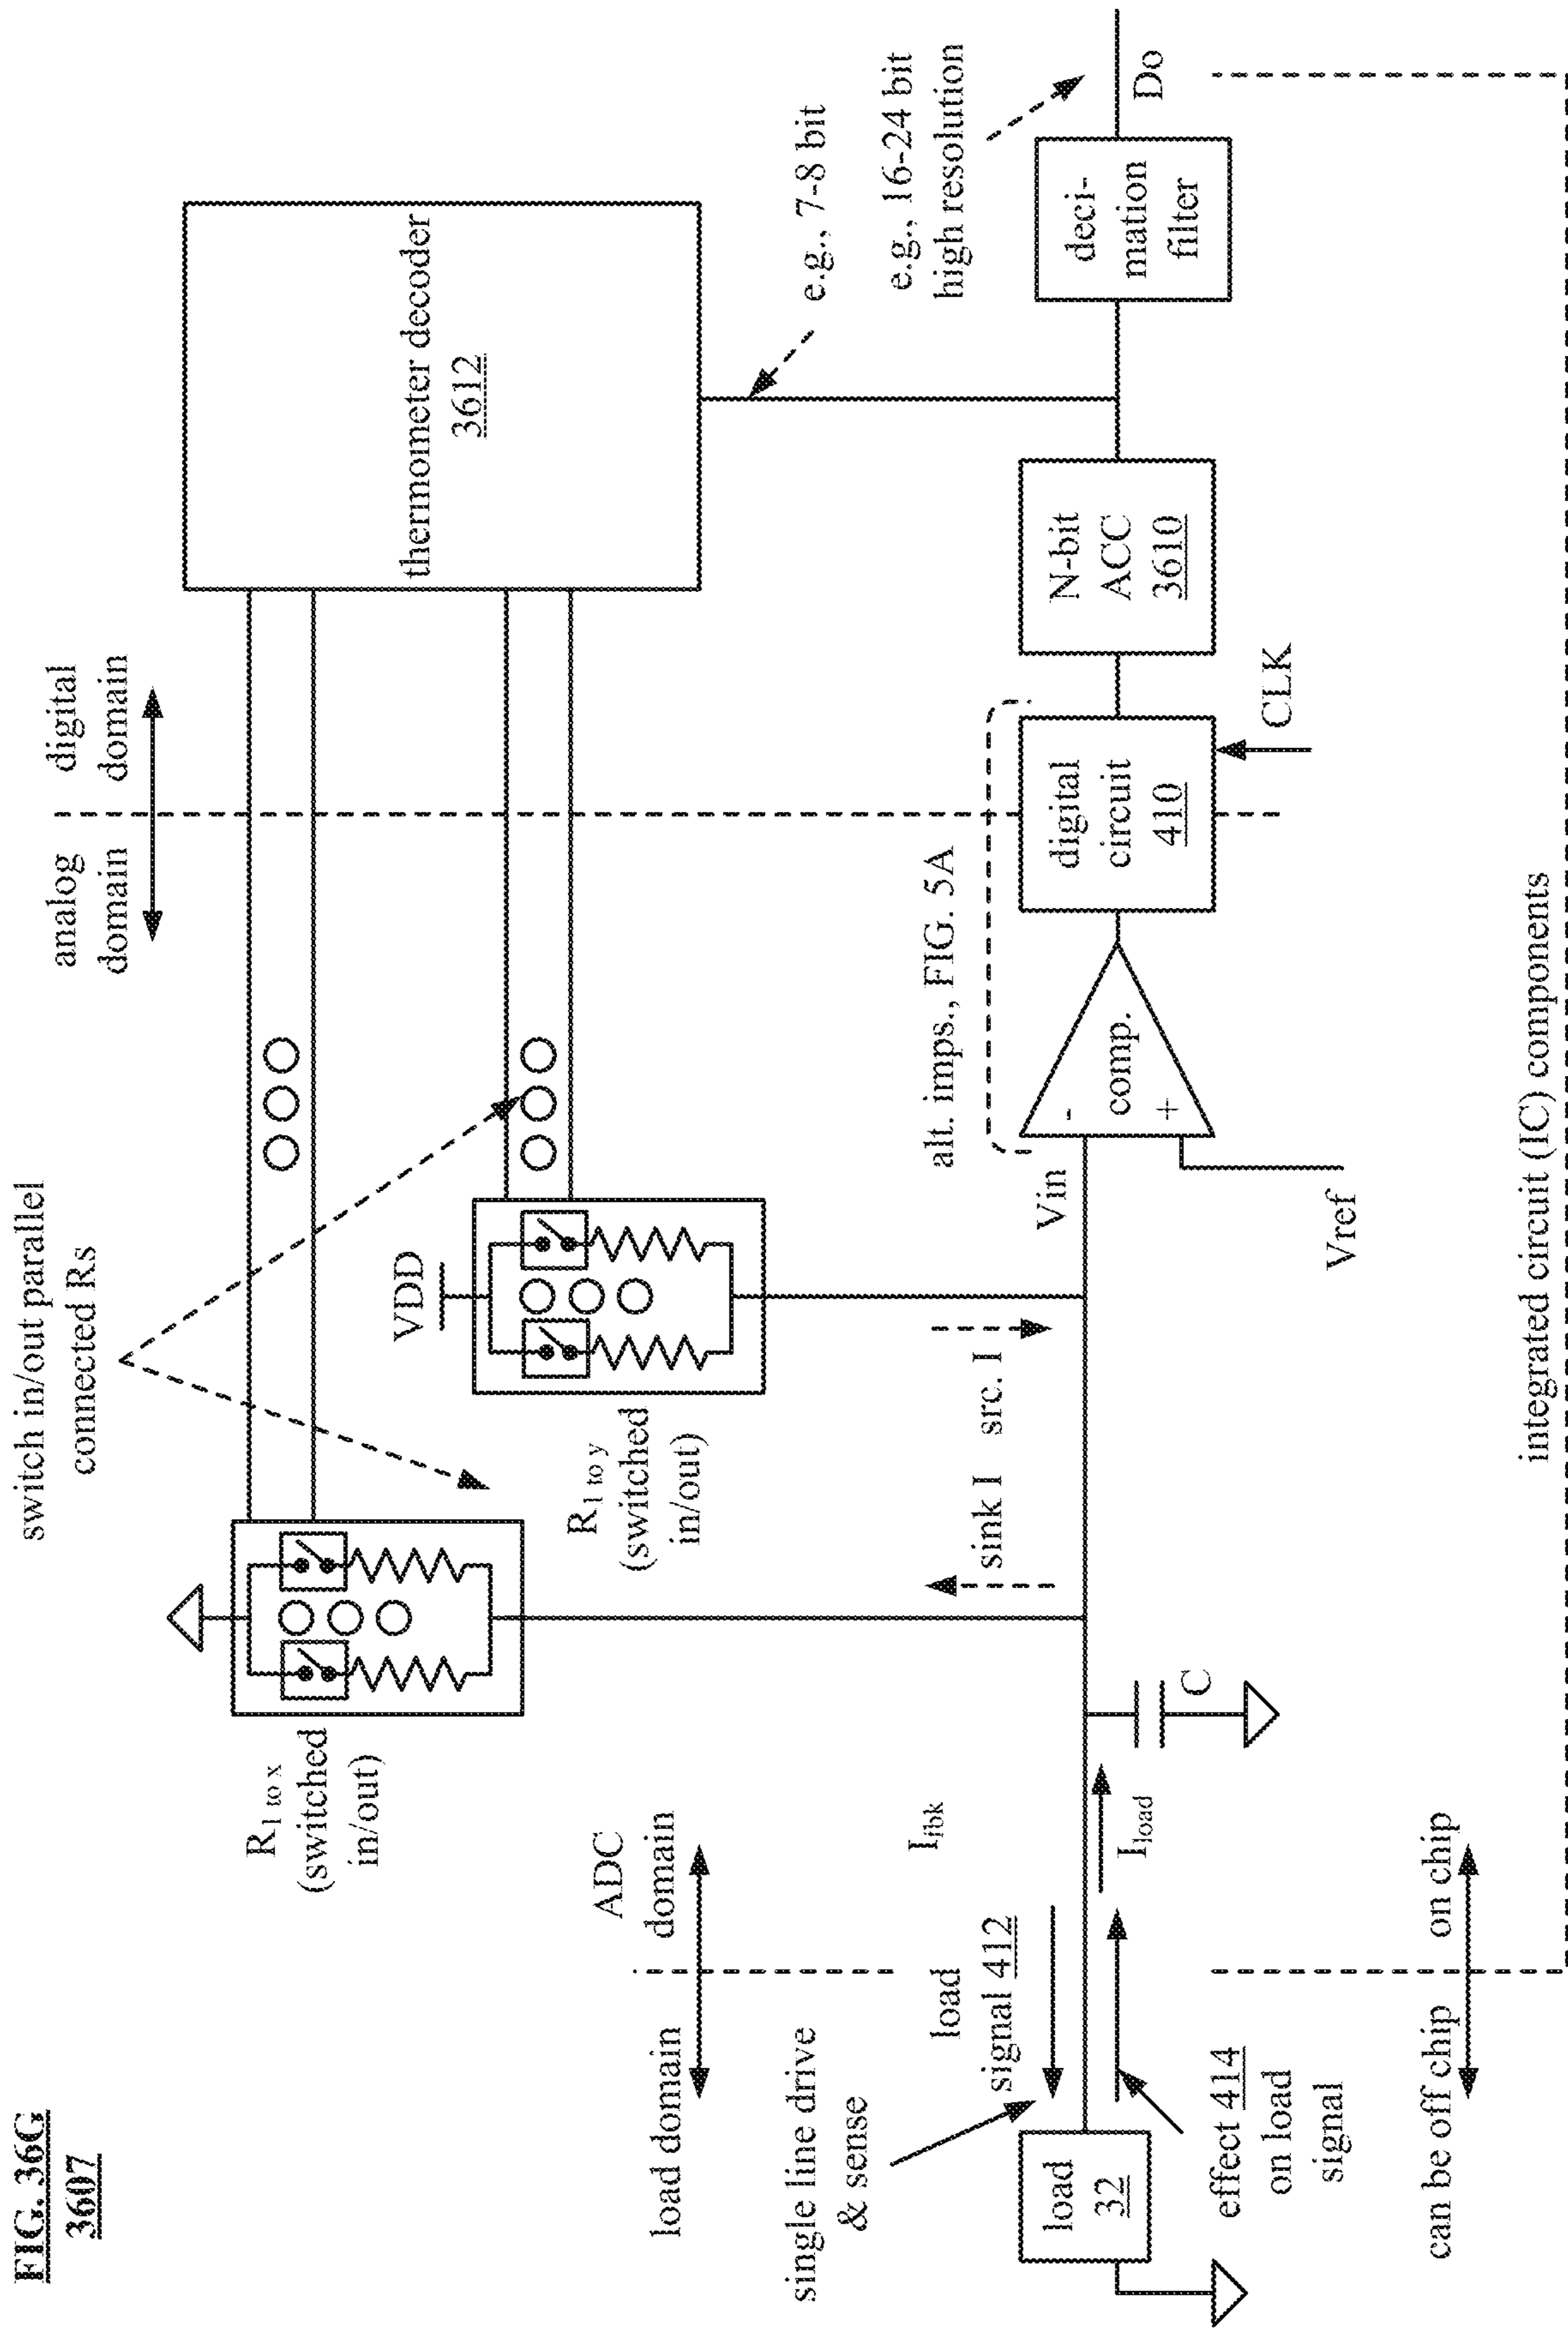 FIG. 36G
3607
switch in/out parallel
connected Rs
analog
domain
digital
domain
R1 to x
(switched
in/out)
VDD
R1 to y
(switched
in/out)
thermometer decoder
3612
load domain
ADC
domain
single line drive
& sense
load
signal 412
Ifbk
sink I
src. I
alt. imps., FIG. 5A
e.g., 7-8 bit
e.g., 16-24 bit
high resolution
load
32
Iload
C
Vin
-
comp.
+
Vref
digital
circuit
410
CLK
N-bit
ACC
3610
deci-
mation
filter
Do
effect 414
on load
signal
can be off chip
on chip
integrated circuit (IC) components